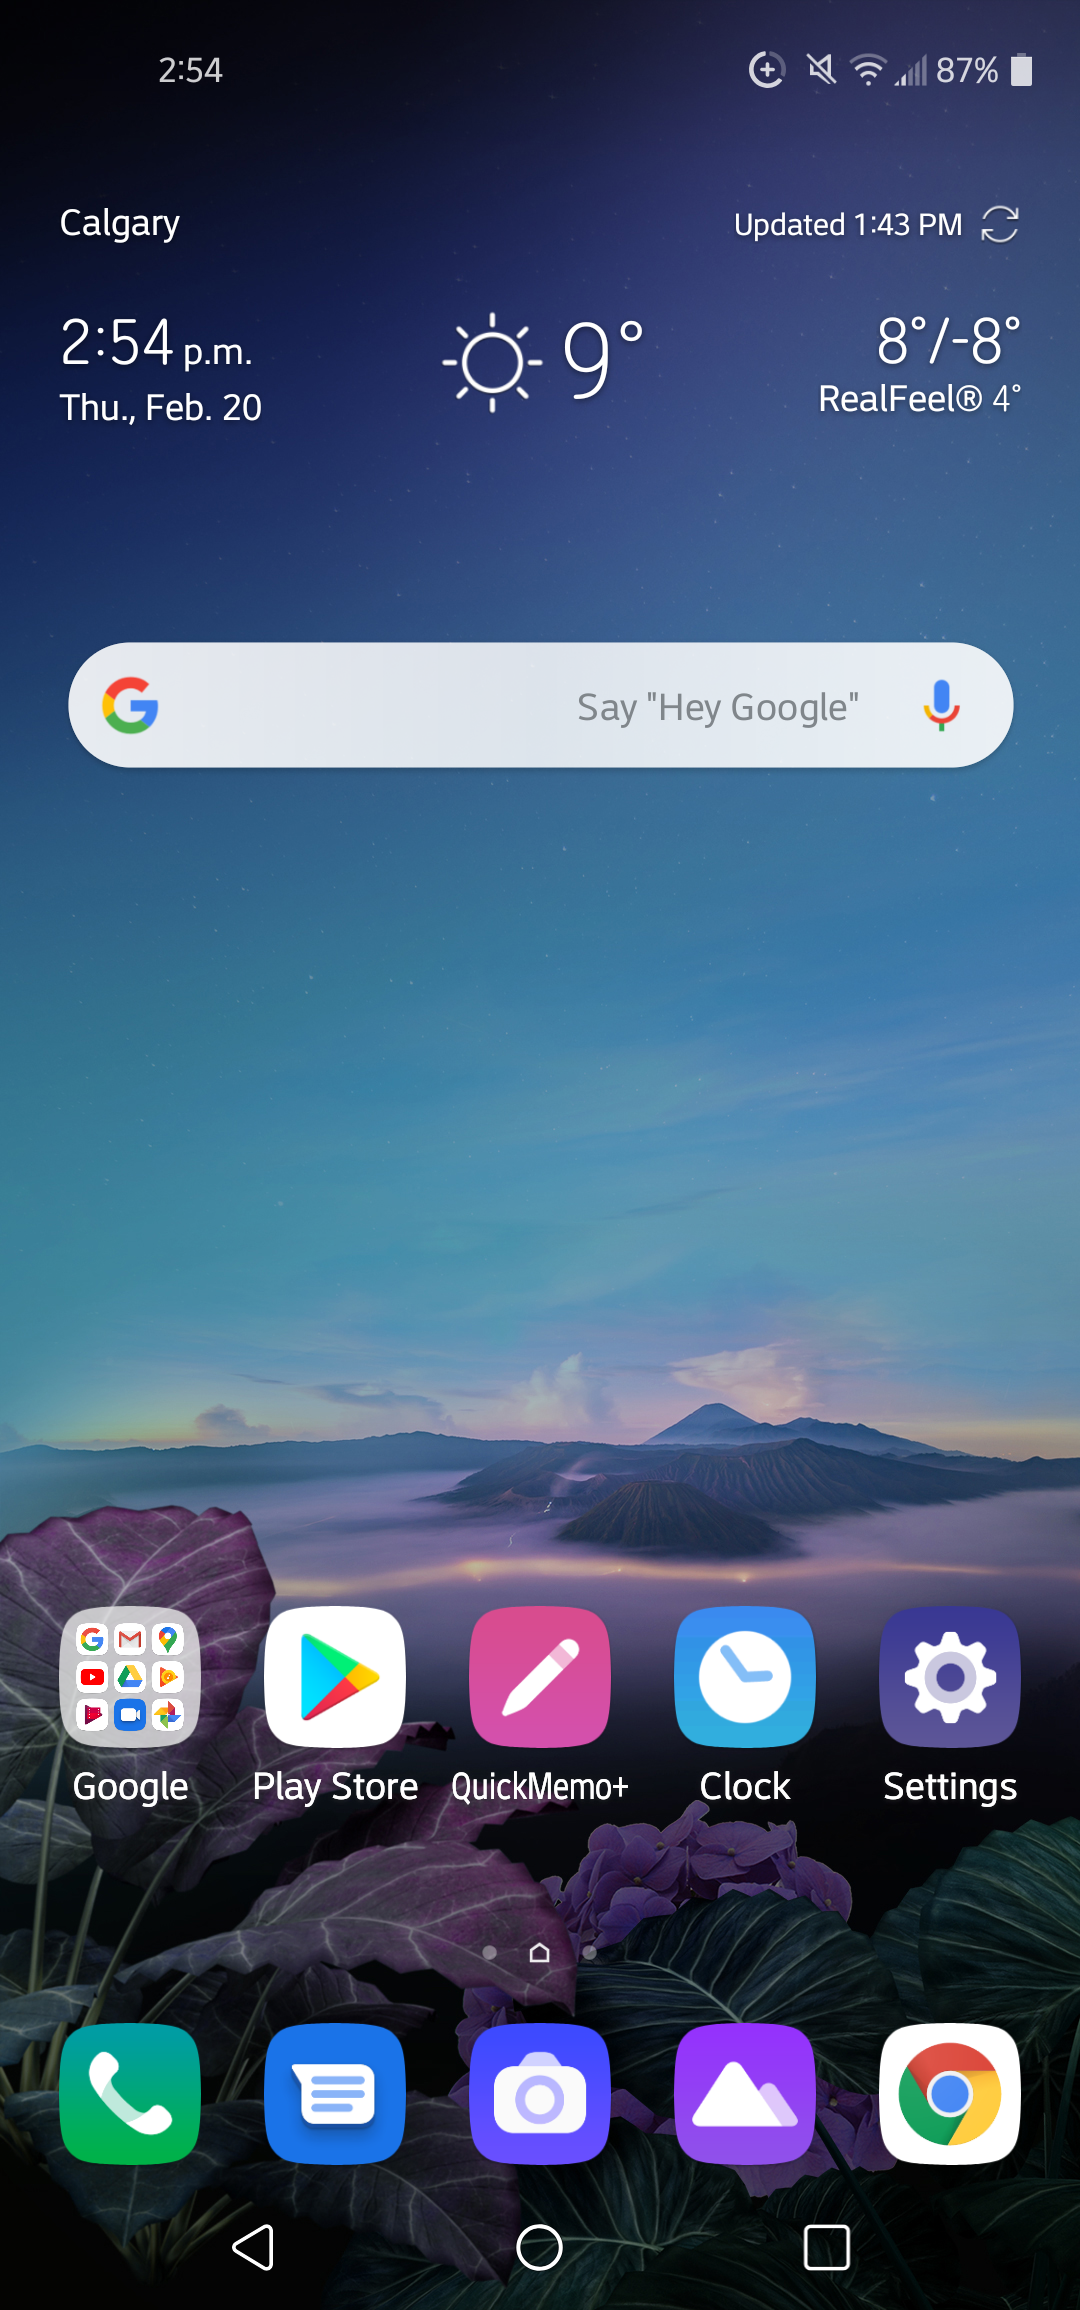 2:54 87%
Calgary Updated 1:43 PM
2:54 p.m. 9° 8°/-8°
Thu., Feb. 20 RealFeel® 4°
Say "Hey Google"
Google Play Store QuickMemo+ Clock Settings